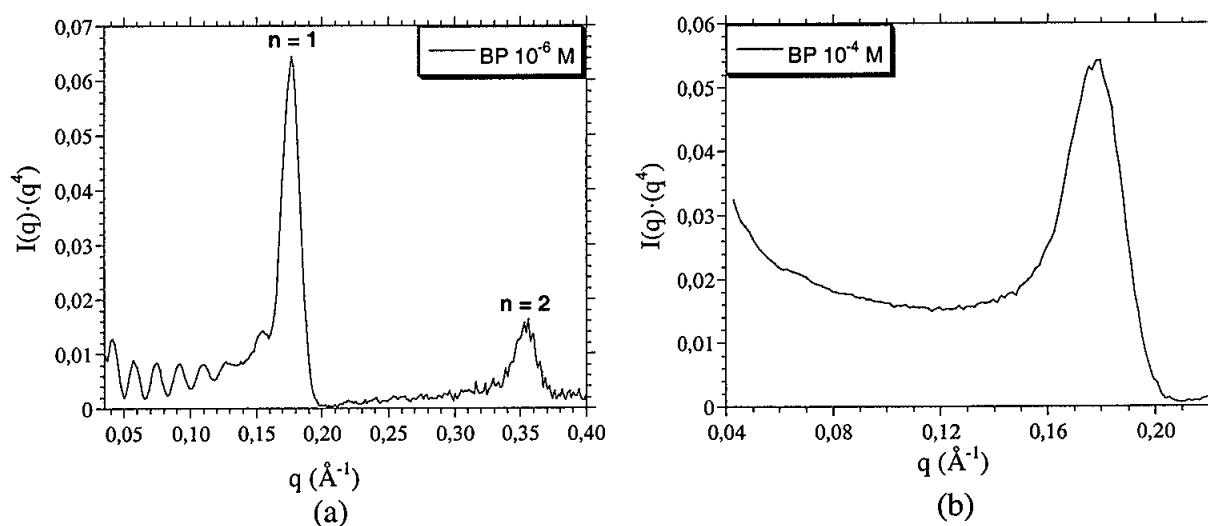 0,07
0,06
0,05
0,04
0,03
0,02
0,01
0
I(q)·(q⁴)
n = 1
n = 2
BP 10⁻⁶ M
0,05 0,10 0,15 0,20 0,25 0,30 0,35 0,40
q (Å⁻¹)
(a)
0,06
0,05
0,04
0,03
0,02
0,01
0
I(q)·(q⁴)
BP 10⁻⁴ M
0,04 0,08 0,12 0,16 0,20
q (Å⁻¹)
(b)